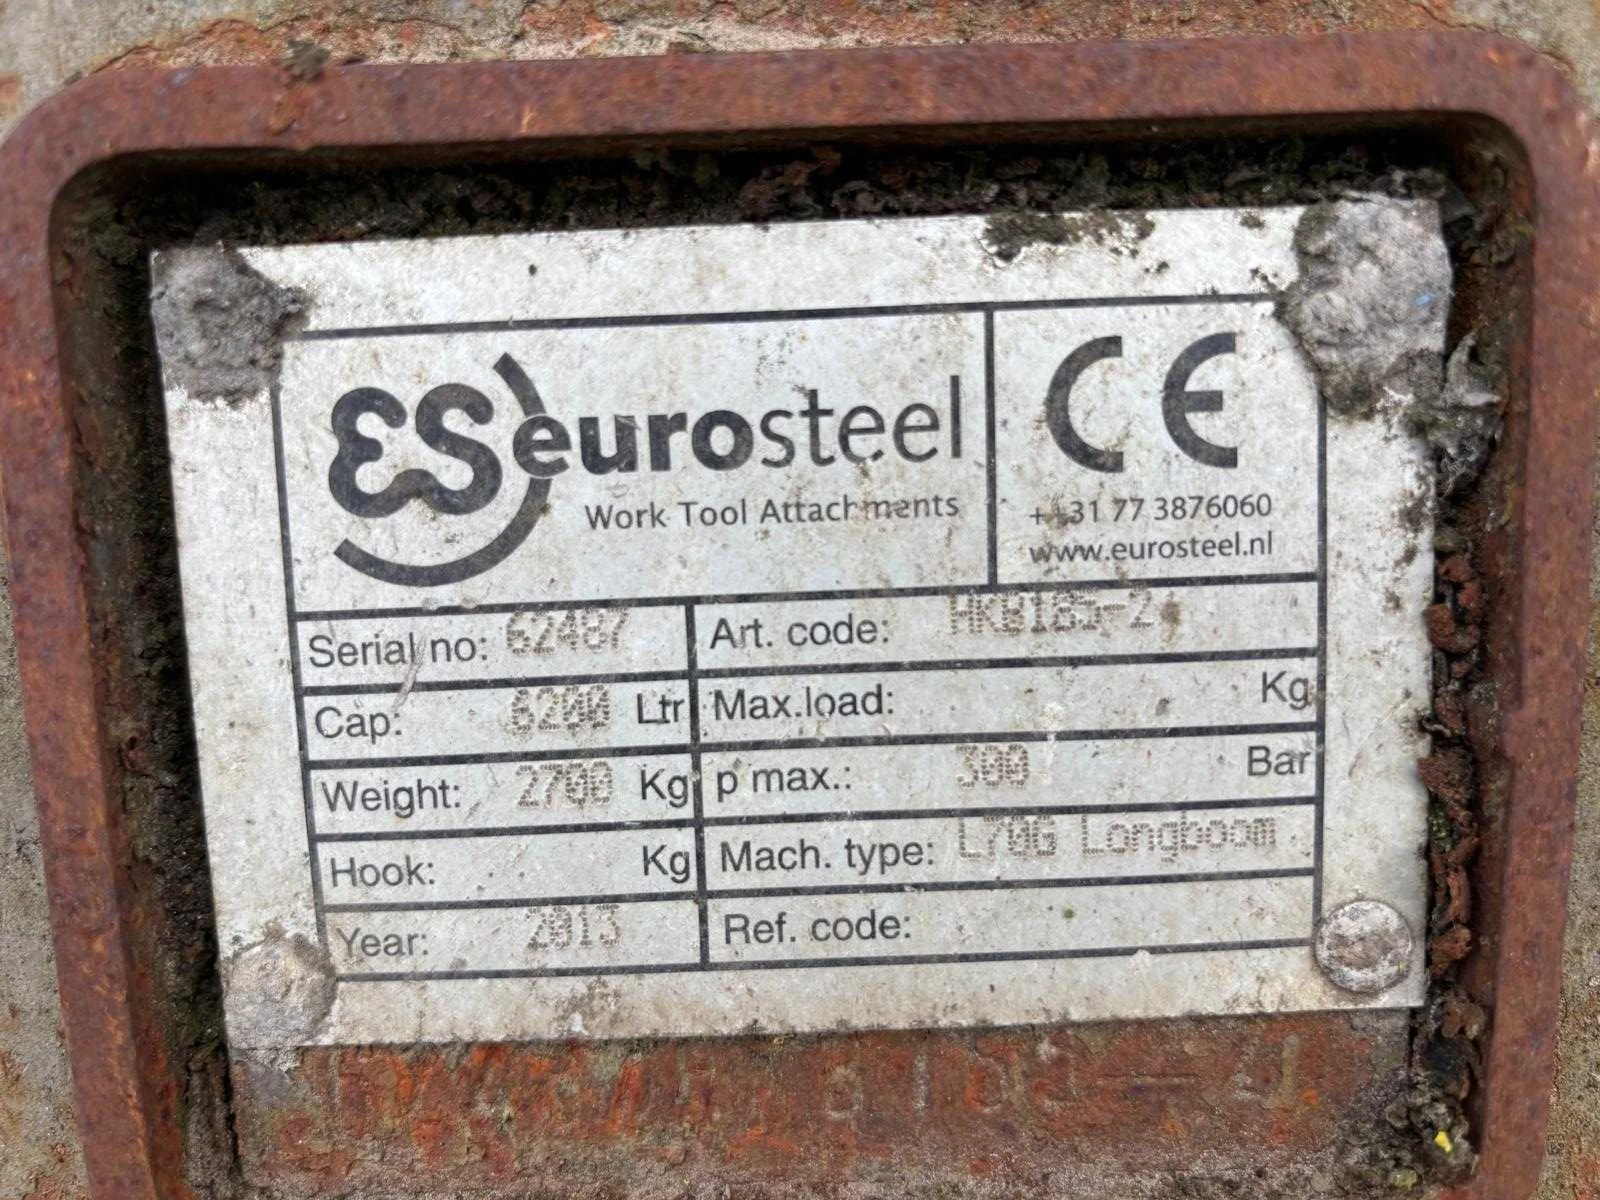 ES eurosteel
Work Tool Attachments
CE
+31 77 3876060
www.eurosteel.nl
Serial no: 62487
Art. code: HKB165-2
Cap: 6200 Ltr
Max.load: Kg
Weight: 2700 Kg
p max.: 300 Bar
Hook: Kg
Mach. type: L70G Longboom
Year: 2013
Ref. code: